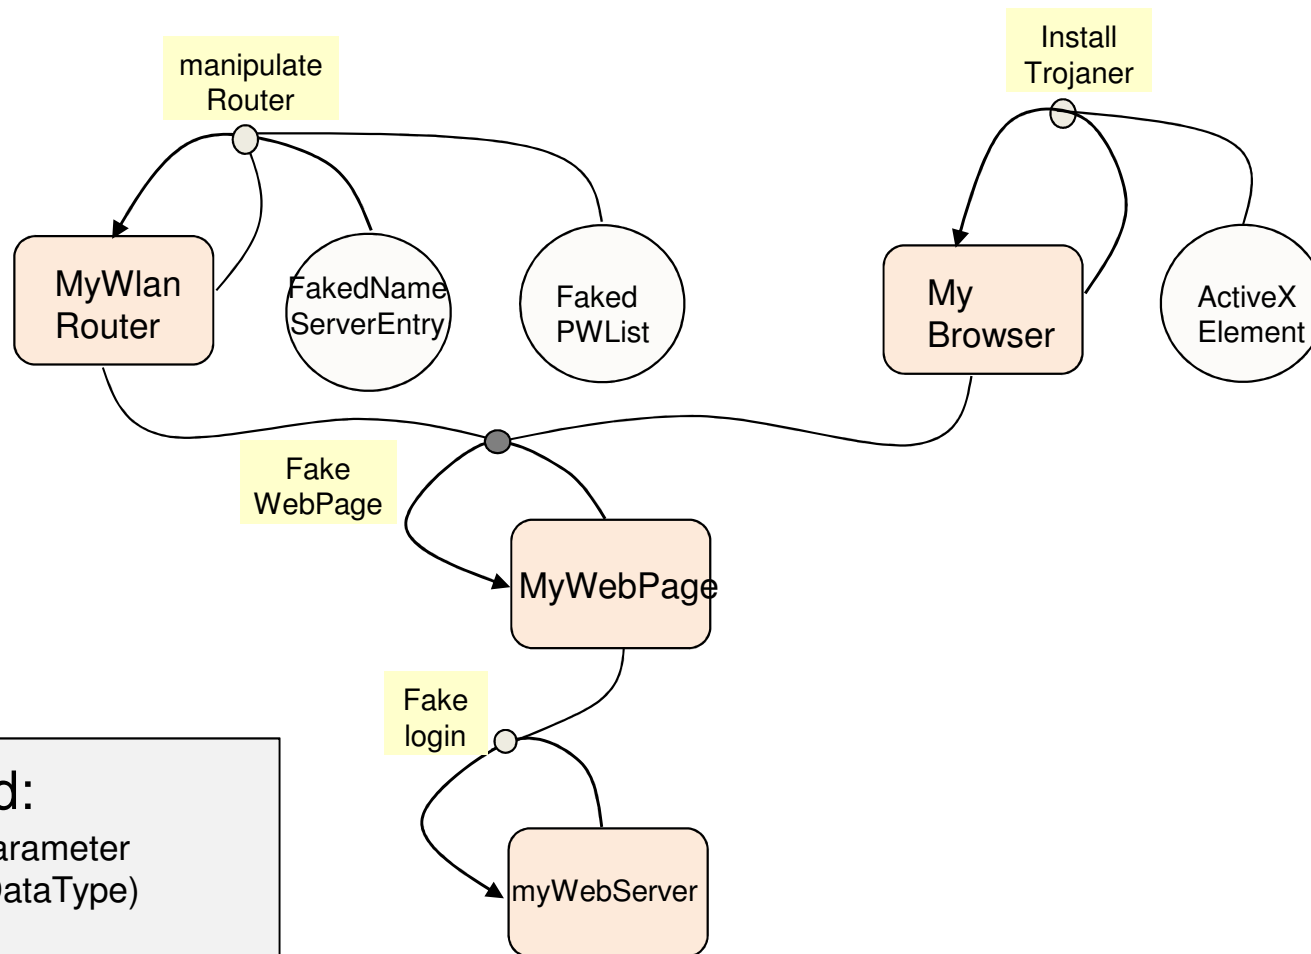 Install
Trojaner
manipulate
Router
MyWlan
Router
FakedName
ServerEntry
Faked
PWList
My
Browser
ActiveX
Element
Fake
WebPage
MyWebPage
Fake
login
d:
arameter
DataType)
myWebServer